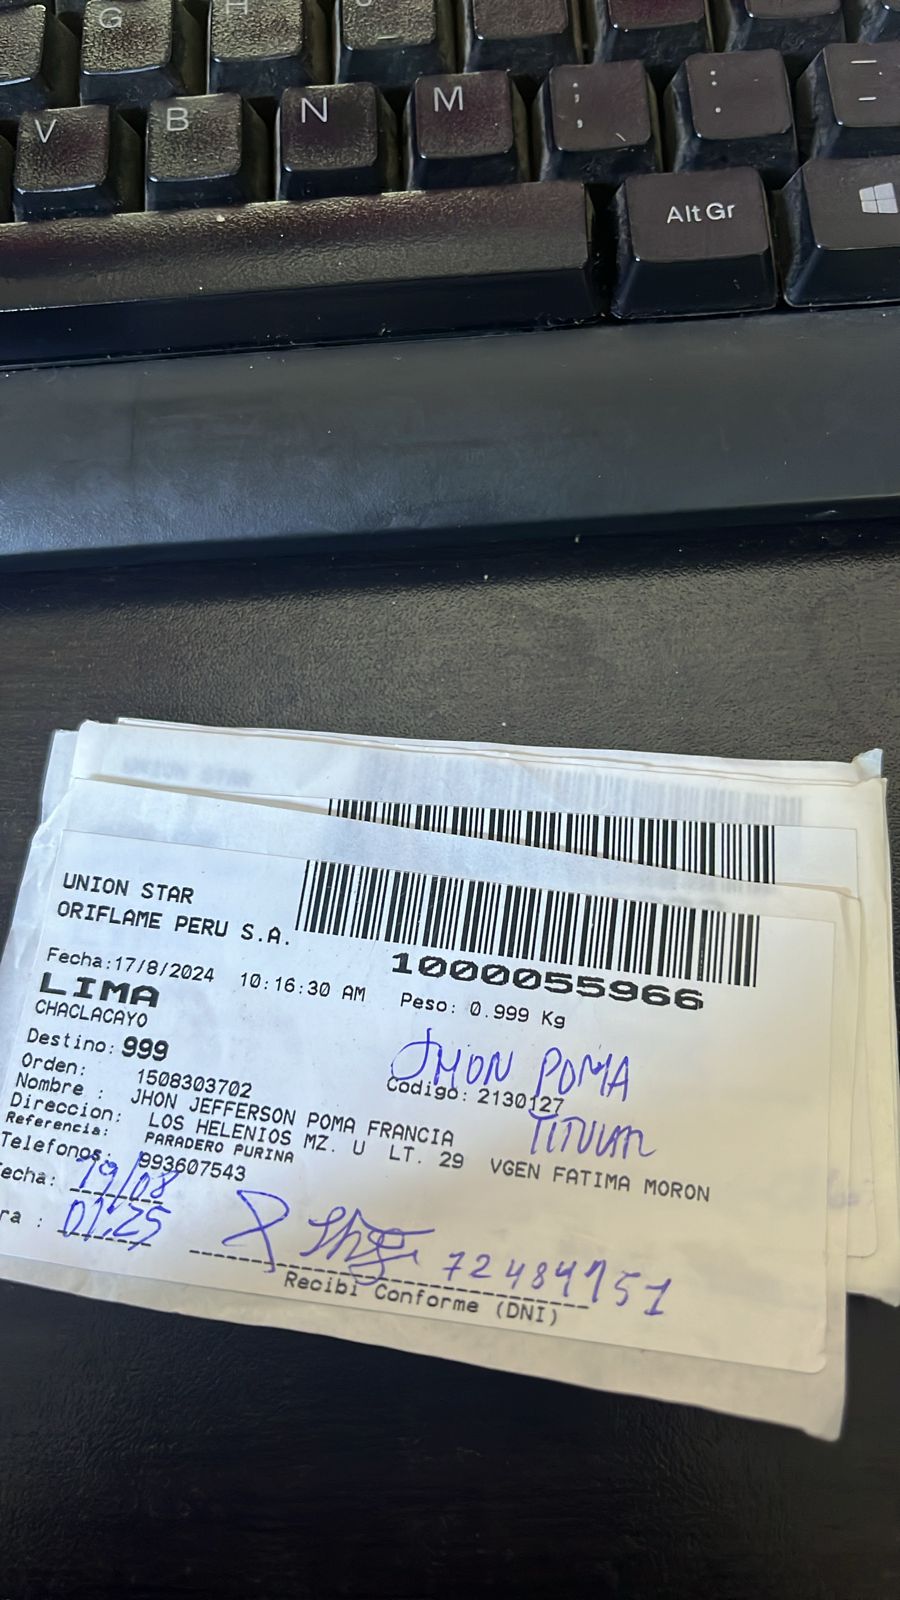 G H
V B N M ; :
, . -
Alt Gr
UNION STAR
UNION STAR
ORIFLAME PERU S.A.
1000055966
Fecha:17/8/2024 10:16:30 AM Peso: 0.999 Kg
LIMA
CHACLACAYO
JHON POMA
Destino: 999
Orden: 1508303702 Codigo: 2130127
Nombre : JHON JEFFERSON POMA FRANCIA
TITULAR
Direccion: LOS HELENIOS MZ. U LT. 29 VGEN FATIMA MORON
Referencia: PARADERO PURINA
Telefonos: 993607543
echa: 19/08
ra : 01:25
72484751
Recibi Conforme (DNI)